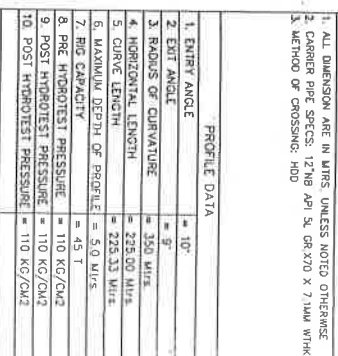 1. ALL DIMENSION ARE IN MTRS. UNLESS NOTED OTHERWISE
2. CARRIER PIPE SPECS: 12"NB API 5L GR.X70 X 7.1MM WTHK
3. METHOD OF CROSSING: HDD
PROFILE DATA
1. ENTRY ANGLE = 10°
2. EXIT ANGLE = 9°
3. RADIUS OF CURVATURE = 350 Mtrs.
4. HORIZONTAL LENGTH = 225.00 Mtrs.
5. CURVE LENGTH = 225.33 Mtrs.
6. MAXIMUM DEPTH OF PROFILE = 5.0 Mtrs.
7. RIG CAPACITY = 45 T
8. PRE HYDROTEST PRESSURE = 110 KG/CM2
9. POST HYDROTEST PRESSURE = 110 KG/CM2
10. POST HYDROTEST PRESSURE = 110 KG/CM2